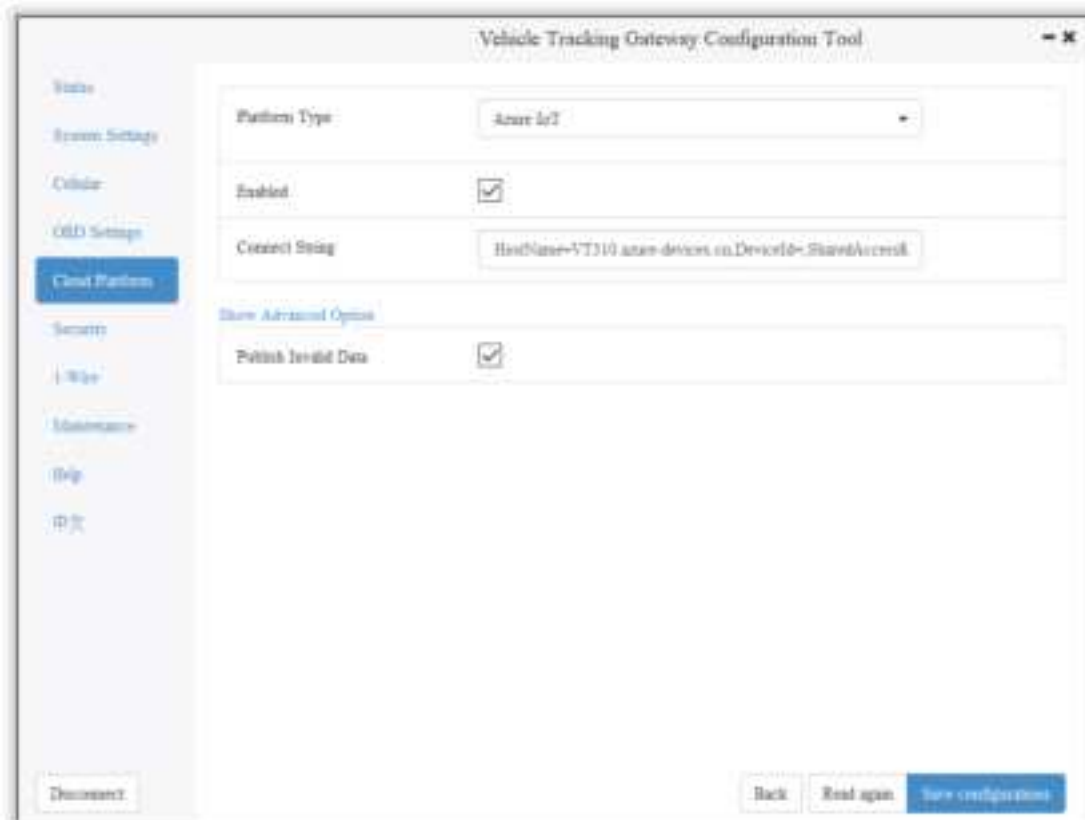 Vehicle Tracking Gateway Configuration Tool
Status
System Settings
Cellular
OBD Settings
Cloud Platform
Security
1-Wire
Maintenance
Help
中文
Platform Type
Azure IoT
Enabled
Connect String
HostName=VT310.azure-devices.cn;DeviceId=;SharedAccessK
Show Advanced Option
Publish Invalid Data
Disconnect
Back
Read again
Save configurations